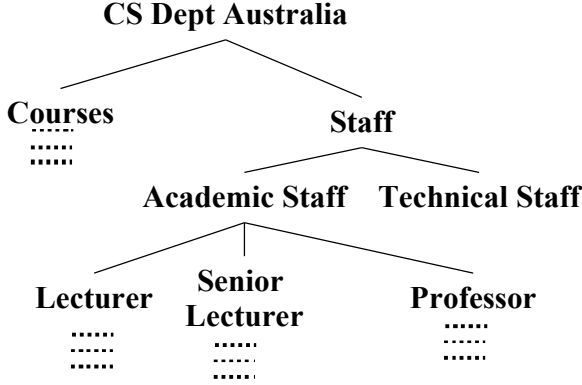 CS Dept Australia
Courses
Staff
Academic Staff
Technical Staff
Lecturer
Senior
Lecturer
Professor